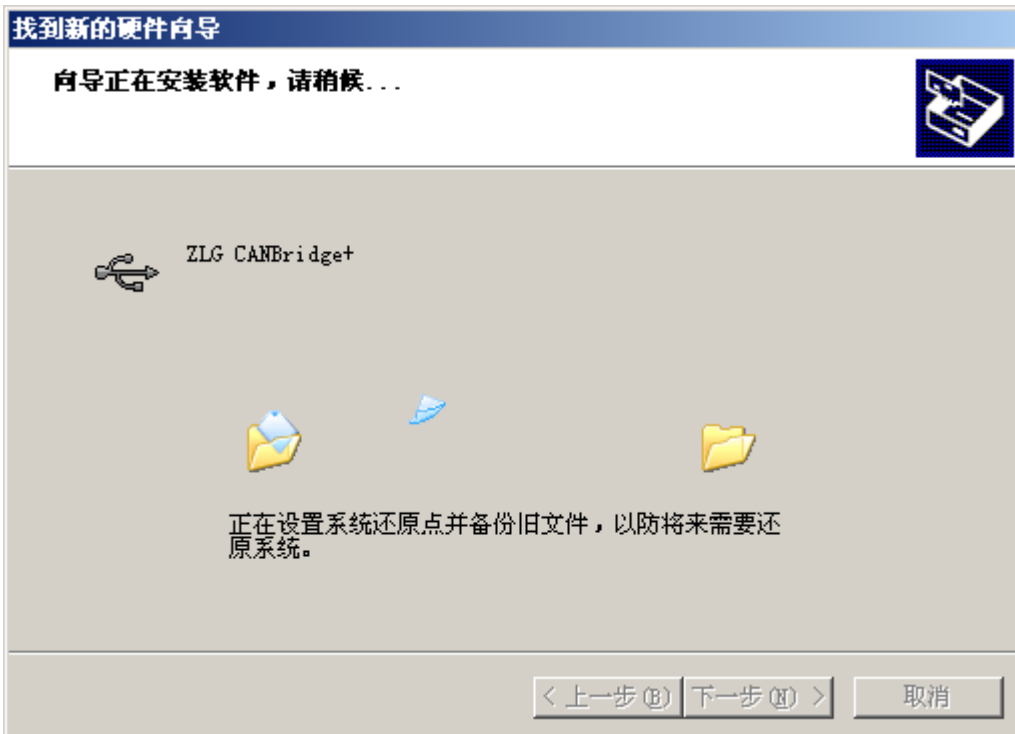 找到新的硬件向导
向导正在安装软件，请稍候...
ZLG CANBridge+
正在设置系统还原点并备份旧文件，以防将来需要还
原系统。
< 上一步(B) 下一步(N) > 取消